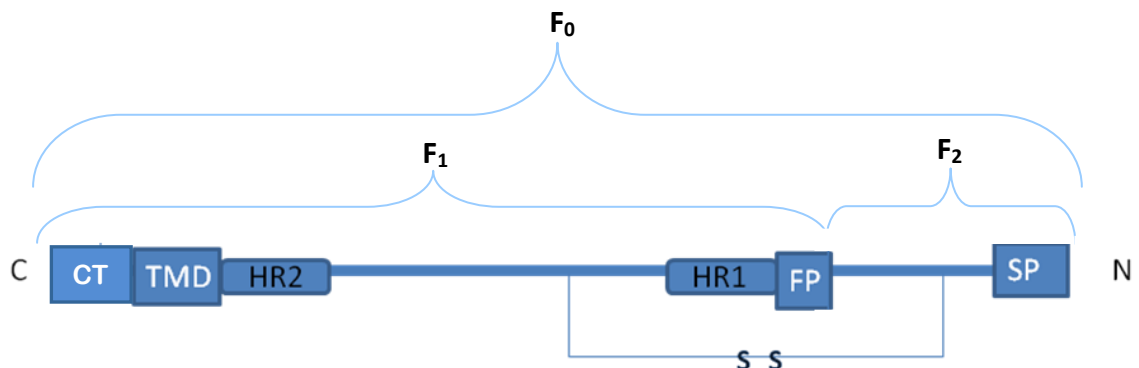 F₀
F₁
F₂
C CT TMD HR2 HR1 FP SP N
S S